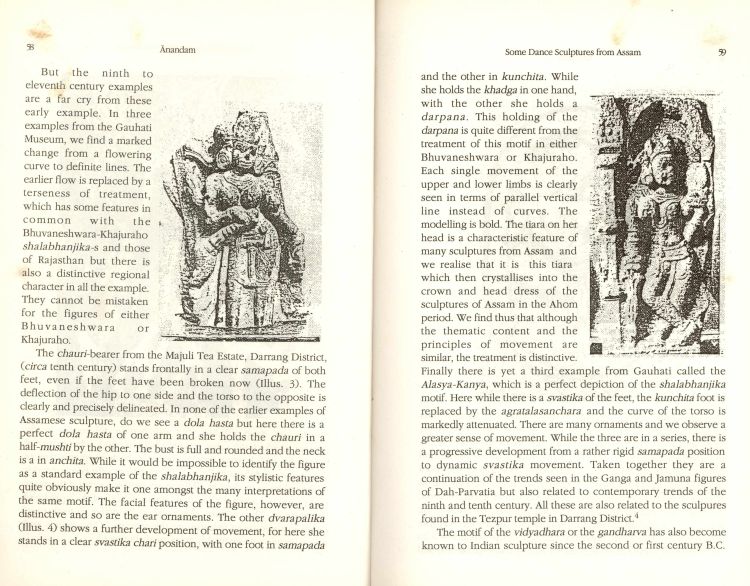 58
Ānandam
But the ninth to
eleventh century examples
are a far cry from these
early example. In three
examples from the Gauhati
Museum, we find a marked
change from a flowering
curve to definite lines. The
earlier flow is replaced by a
terseness of treatment,
which has some features in
common with the
Bhuvaneshwara-Khajuraho
shalabhanjika-s and those
of Rajasthan but there is
also a distinctive regional
character in all the example.
They cannot be mistaken
for the figures of either
Bhuvaneshwara or
Khajuraho.
The chauri-bearer from the Majuli Tea Estate, Darrang District,
(circa tenth century) stands frontally in a clear samapada of both
feet, even if the feet have been broken now (Illus. 3). The
deflection of the hip to one side and the torso to the opposite is
clearly and precisely delineated. In none of the earlier examples of
Assamese sculpture, do we see a dola hasta but here there is a
perfect dola hasta of one arm and she holds the chauri in a
half-mushti by the other. The bust is full and rounded and the neck
is a in anchita. While it would be impossible to identify the figure
as a standard example of the shalabhanjika, its stylistic features
quite obviously make it one amongst the many interpretations of
the same motif. The facial features of the figure, however, are
distinctive and so are the ear ornaments. The other dvarapalika
(Illus. 4) shows a further development of movement, for here she
stands in a clear svastika chari position, with one foot in samapada
Some Dance Sculptures from Assam
59
and the other in kunchita. While
she holds the khadga in one hand,
with the other she holds a
darpana. This holding of the
darpana is quite different from the
treatment of this motif in either
Bhuvaneshwara or Khajuraho.
Each single movement of the
upper and lower limbs is clearly
seen in terms of parallel vertical
line instead of curves. The
modelling is bold. The tiara on her
head is a characteristic feature of
many sculptures from Assam and
we realise that it is this tiara
which then crystallises into the
crown and head dress of the
sculptures of Assam in the Ahom
period. We find thus that although
the thematic content and the
principles of movement are
similar, the treatment is distinctive.
Finally there is yet a third example from Gauhati called the
Alasya-Kanya, which is a perfect depiction of the shalabhanjika
motif. Here while there is a svastika of the feet, the kunchita foot is
replaced by the agratalasanchara and the curve of the torso is
markedly attenuated. There are many ornaments and we observe a
greater sense of movement. While the three are in a series, there is
a progressive development from a rather rigid samapada position
to dynamic svastika movement. Taken together they are a
continuation of the trends seen in the Ganga and Jamuna figures
of Dah-Parvatia but also related to contemporary trends of the
ninth and tenth century. All these are also related to the sculpures
found in the Tezpur temple in Darrang District.4
The motif of the vidyadhara or the gandharva has also become
known to Indian sculpture since the second or first century B.C.